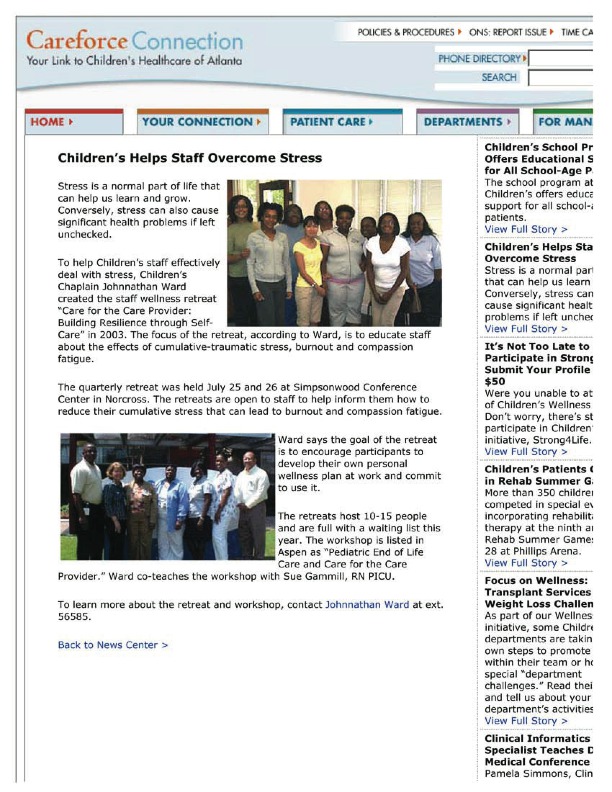 POLICIES & PROCEDURES ONS: REPORT ISSUE TIME CA
Careforce Connection
Your Link to Children's Healthcare of Atlanta
PHONE DIRECTORY
SEARCH
HOME YOUR CONNECTION PATIENT CARE DEPARTMENTS FOR MAN
Children's Helps Staff Overcome Stress
Stress is a normal part of life that
can help us learn and grow.
Conversely, stress can also cause
significant health problems if left
unchecked.
To help Children's staff effectively
deal with stress, Children's
Chaplain Johnnathan Ward
created the staff wellness retreat
"Care for the Care Provider:
Building Resilience through Self-
Care" in 2003. The focus of the retreat, according to Ward, is to educate staff
about the effects of cumulative-traumatic stress, burnout and compassion
fatigue.
The quarterly retreat was held July 25 and 26 at Simpsonwood Conference
Center in Norcross. The retreats are open to staff to help inform them how to
reduce their cumulative stress that can lead to burnout and compassion fatigue.
Ward says the goal of the retreat
is to encourage participants to
develop their own personal
wellness plan at work and commit
to use it.
The retreats host 10-15 people
and are full with a waiting list this
year. The workshop is listed in
Aspen as "Pediatric End of Life
Care and Care for the Care
Provider." Ward co-teaches the workshop with Sue Gammill, RN PICU.
To learn more about the retreat and workshop, contact Johnnathan Ward at ext.
56585.
Back to News Center >
Children's School Pr
Offers Educational S
for All School-Age P
The school program at
Children's offers educa
support for all school-a
patients.
View Full Story >
Children's Helps Sta
Overcome Stress
Stress is a normal part
that can help us learn
Conversely, stress can
cause significant healt
problems if left unchec
View Full Story >
It's Not Too Late to
Participate in Strong
Submit Your Profile
$50
Were you unable to at
of Children's Wellness
Don't worry, there's st
participate in Children'
initiative, Strong4Life.
View Full Story >
Children's Patients C
in Rehab Summer Ga
More than 350 children
competed in special ev
incorporating rehabilita
therapy at the ninth an
Rehab Summer Games
28 at Phillips Arena.
View Full Story >
Focus on Wellness:
Transplant Services
Weight Loss Challen
As part of our Wellnes
initiative, some Childre
departments are takin
own steps to promote
within their team or ho
special "department
challenges." Read thei
and tell us about your
department's activities
View Full Story >
Clinical Informatics
Specialist Teaches D
Medical Conference
Pamela Simmons, Clin